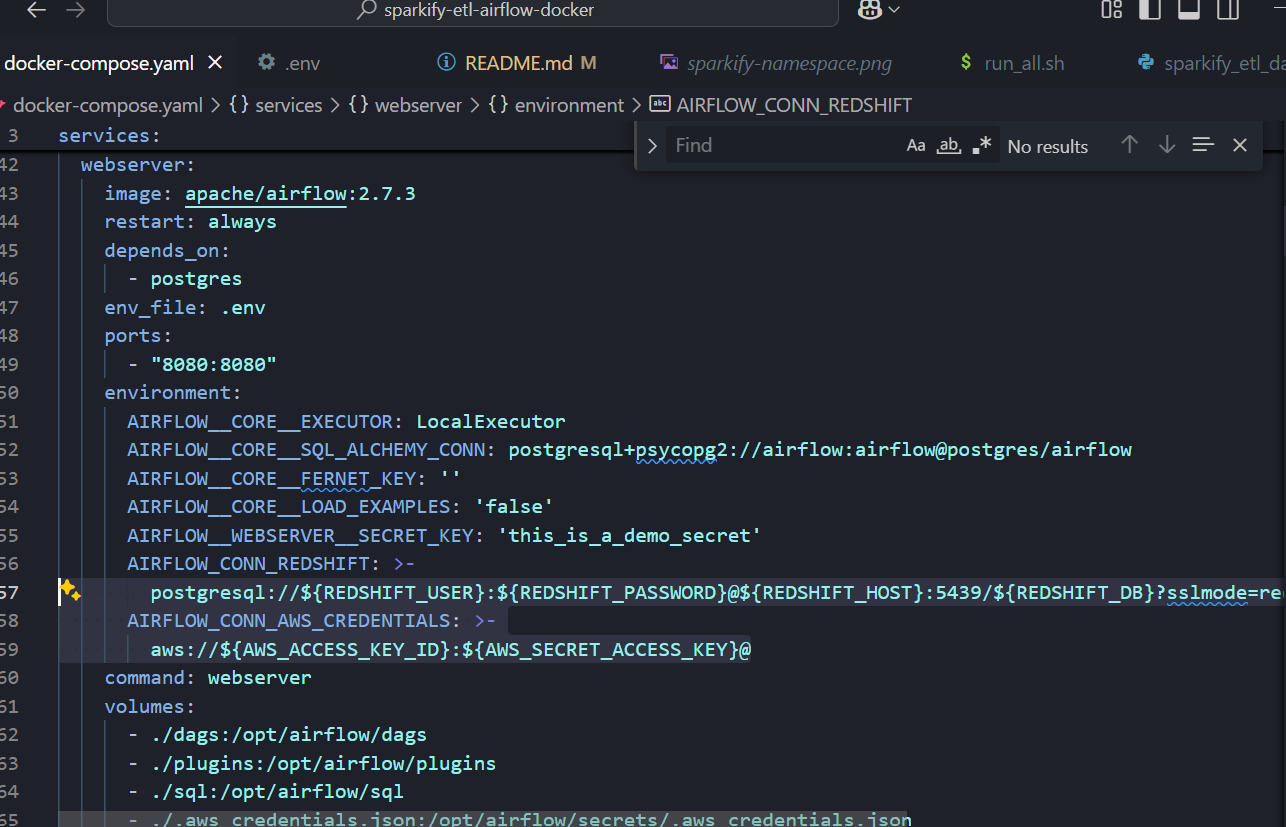 sparkify-etl-airflow-docker
docker-compose.yaml .env README.md M sparkify-namespace.png $ run_all.sh
docker-compose.yaml > {} services > {} webserver > {} environment > abc AIRFLOW_CONN_REDSHIFT
Find Aa ab .* No results
3 services:
42 webserver:
43 image: apache/airflow:2.7.3
44 restart: always
45 depends_on:
46 - postgres
47 env_file: .env
48 ports:
49 - "8080:8080"
50 environment:
51 AIRFLOW__CORE__EXECUTOR: LocalExecutor
52 AIRFLOW__CORE__SQL_ALCHEMY_CONN: postgresql+psycopg2://airflow:airflow@postgres/airflow
53 AIRFLOW__CORE__FERNET_KEY: ''
54 AIRFLOW__CORE__LOAD_EXAMPLES: 'false'
55 AIRFLOW__WEBSERVER__SECRET_KEY: 'this_is_a_demo_secret'
56 AIRFLOW_CONN_REDSHIFT: >-
57 postgresql://${REDSHIFT_USER}:${REDSHIFT_PASSWORD}@${REDSHIFT_HOST}:5439/${REDSHIFT_DB}?sslmode=
58 AIRFLOW_CONN_AWS_CREDENTIALS: >-
59 aws://${AWS_ACCESS_KEY_ID}:${AWS_SECRET_ACCESS_KEY}@
60 command: webserver
61 volumes:
62 - ./dags:/opt/airflow/dags
63 - ./plugins:/opt/airflow/plugins
64 - ./sql:/opt/airflow/sql
65 - ./.aws_credentials.json:/opt/airflow/secrets/.aws_credentials.json